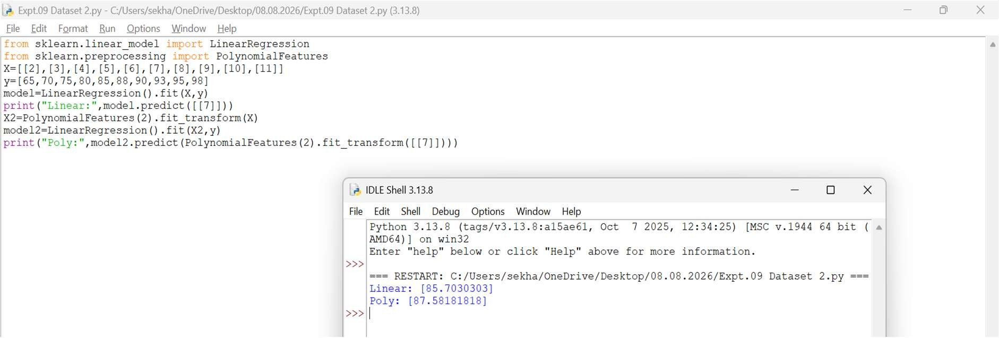 Expt.09 Dataset 2.py - C:/Users/sekha/OneDrive/Desktop/08.08.2026/Expt.09 Dataset 2.py (3.13.8)
File Edit Format Run Options Window Help
from sklearn.linear_model import LinearRegression
from sklearn.preprocessing import PolynomialFeatures
X=[[2],[3],[4],[5],[6],[7],[8],[9],[10],[11]]
y=[65,70,75,80,85,88,90,93,95,98]
model=LinearRegression().fit(X,y)
print("Linear:",model.predict([[7]]))
X2=PolynomialFeatures(2).fit_transform(X)
model2=LinearRegression().fit(X2,y)
print("Poly:",model2.predict(PolynomialFeatures(2).fit_transform([[7]])))
IDLE Shell 3.13.8
File Edit Shell Debug Options Window Help
Python 3.13.8 (tags/v3.13.8:a15ae61, Oct  7 2025, 12:34:25) [MSC v.1944 64 bit (
AMD64)] on win32
Enter "help" below or click "Help" above for more information.
>>>
=== RESTART: C:/Users/sekha/OneDrive/Desktop/08.08.2026/Expt.09 Dataset 2.py ===
Linear: [85.7030303]
Poly: [87.58181818]
>>>